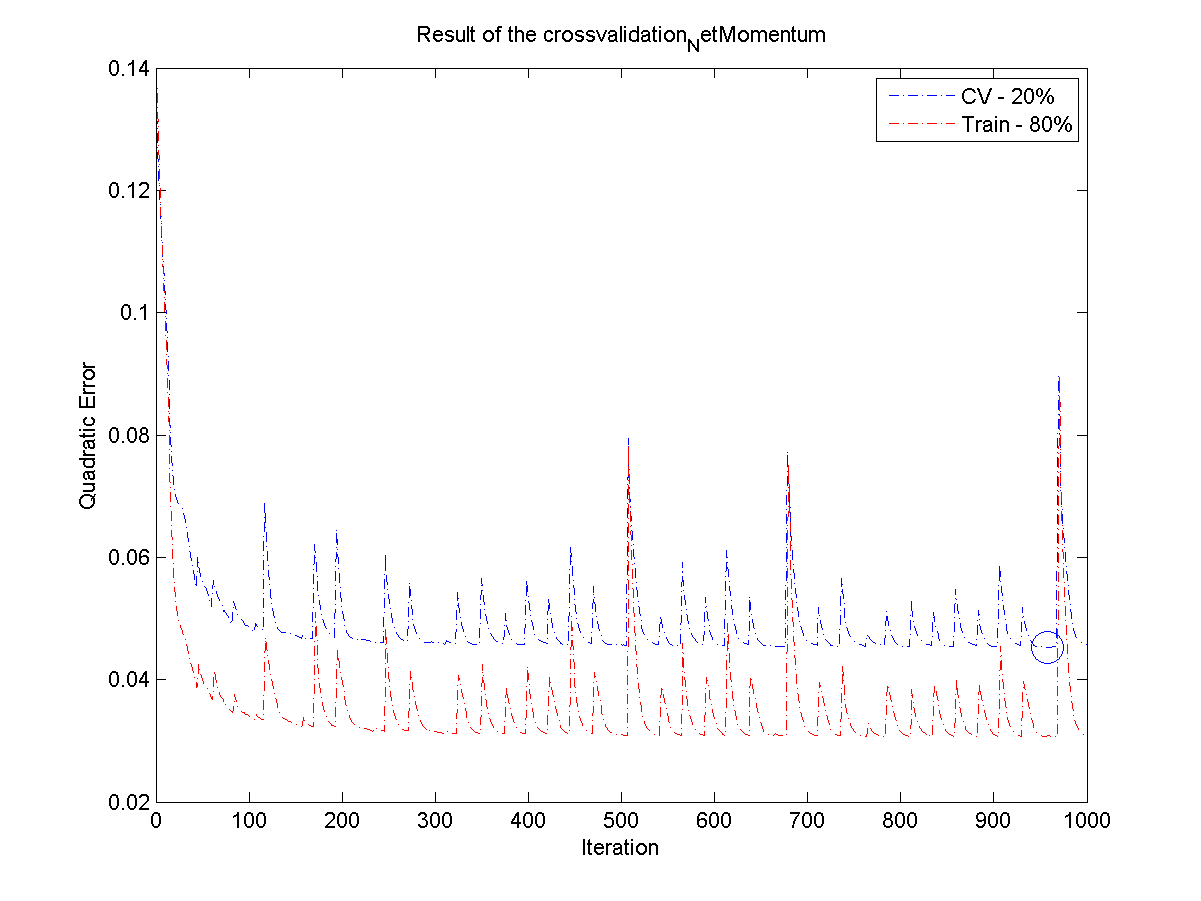 Result of the crossvalidation_NetMomentum
CV - 20%
Train - 80%
0.14
0.12
0.1
0.08
0.06
0.04
0.02
Quadratic Error
0 100 200 300 400 500 600 700 800 900 1000
Iteration